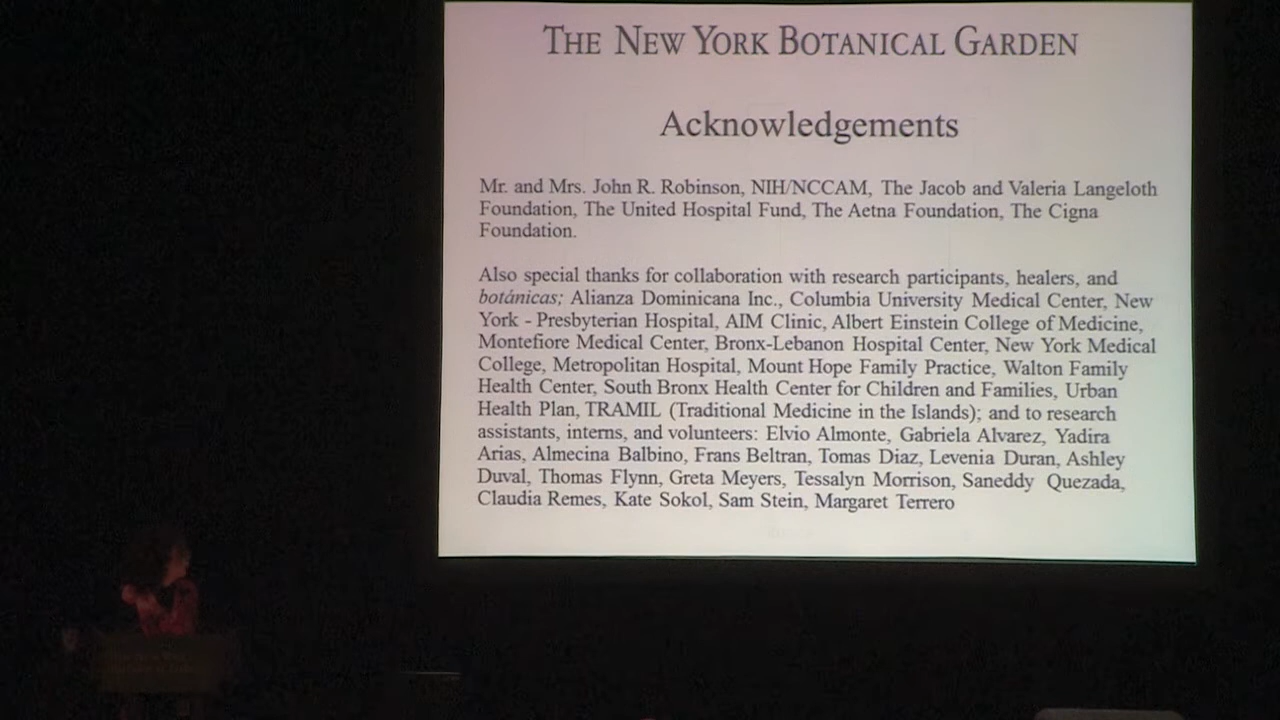 THE NEW YORK BOTANICAL GARDEN
Acknowledgements
Mr. and Mrs. John R. Robinson, NIH/NCCAM, The Jacob and Valeria Langeloth
Foundation, The United Hospital Fund, The Aetna Foundation, The Cigna
Foundation.
Also special thanks for collaboration with research participants, healers, and
botánicas; Alianza Dominicana Inc., Columbia University Medical Center, New
York - Presbyterian Hospital, AIM Clinic, Albert Einstein College of Medicine,
Montefiore Medical Center, Bronx-Lebanon Hospital Center, New York Medical
College, Metropolitan Hospital, Mount Hope Family Practice, Walton Family
Health Center, South Bronx Health Center for Children and Families, Urban
Health Plan, TRAMIL (Traditional Medicine in the Islands); and to research
assistants, interns, and volunteers: Elvio Almonte, Gabriela Alvarez, Yadira
Arias, Almecina Balbino, Frans Beltran, Tomas Diaz, Levenia Duran, Ashley
Duval, Thomas Flynn, Greta Meyers, Tessalyn Morrison, Saneddy Quezada,
Claudia Remes, Kate Sokol, Sam Stein, Margaret Terrero